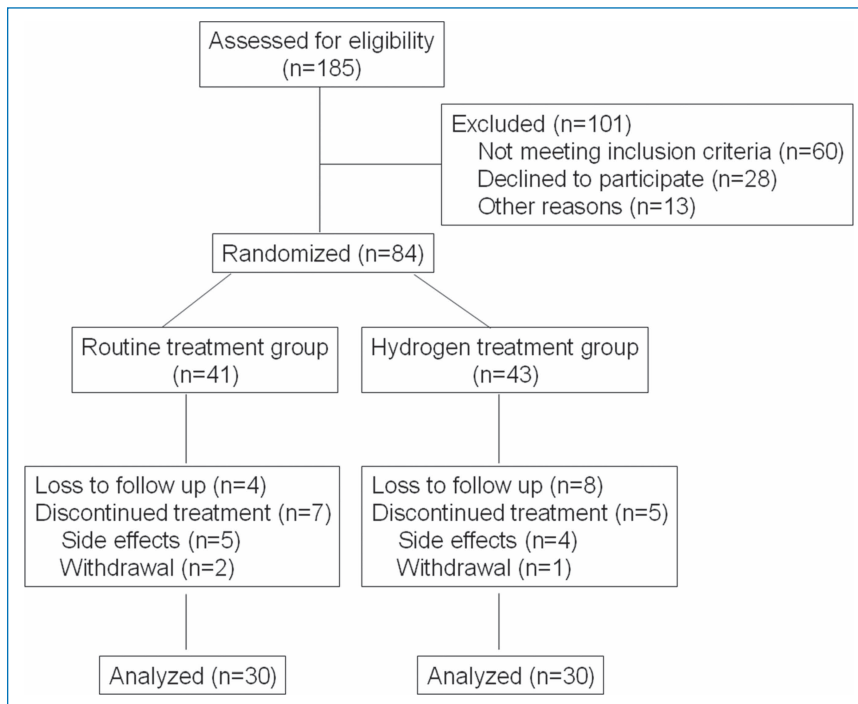 Assessed for eligibility
(n=185)
Excluded (n=101)
Not meeting inclusion criteria (n=60)
Declined to participate (n=28)
Other reasons (n=13)
Randomized (n=84)
Routine treatment group
(n=41)
Hydrogen treatment group
(n=43)
Loss to follow up (n=4)
Discontinued treatment (n=7)
Side effects (n=5)
Withdrawal (n=2)
Loss to follow up (n=8)
Discontinued treatment (n=5)
Side effects (n=4)
Withdrawal (n=1)
Analyzed (n=30)
Analyzed (n=30)